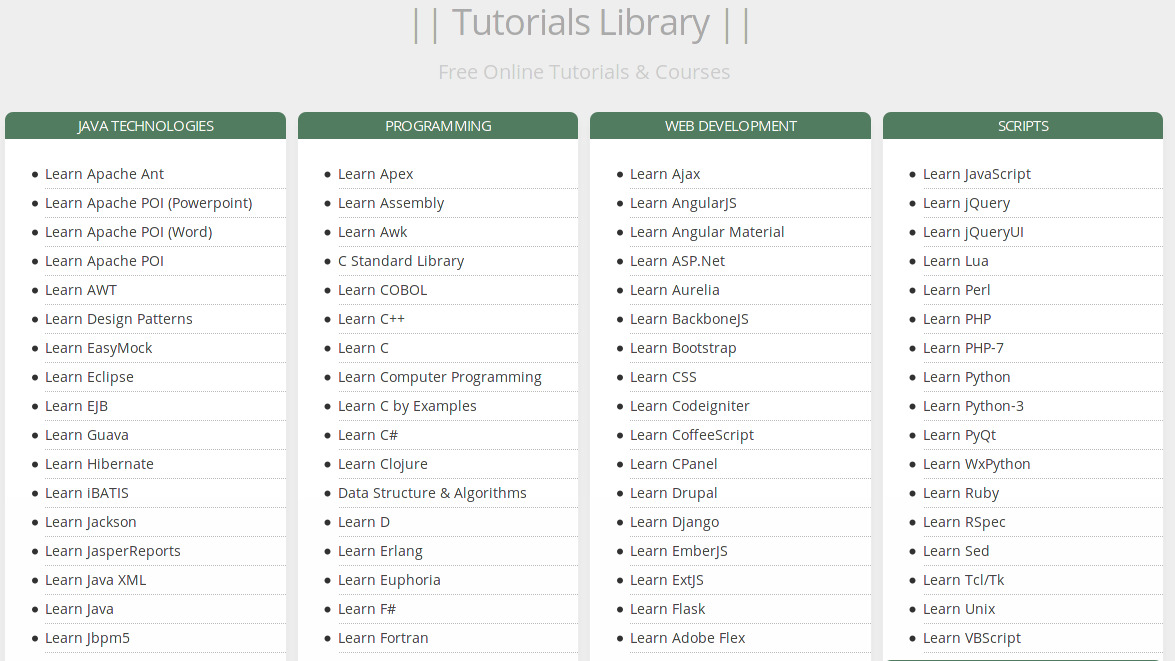 || Tutorials Library ||
Free Online Tutorials & Courses
JAVA TECHNOLOGIES
Learn Apache Ant
Learn Apache POI (Powerpoint)
Learn Apache POI (Word)
Learn Apache POI
Learn AWT
Learn Design Patterns
Learn EasyMock
Learn Eclipse
Learn EJB
Learn Guava
Learn Hibernate
Learn iBATIS
Learn Jackson
Learn JasperReports
Learn Java XML
Learn Java
Learn Jbpm5
PROGRAMMING
Learn Apex
Learn Assembly
Learn Awk
C Standard Library
Learn COBOL
Learn C++
Learn C
Learn Computer Programming
Learn C by Examples
Learn C#
Learn Clojure
Data Structure & Algorithms
Learn D
Learn Erlang
Learn Euphoria
Learn F#
Learn Fortran
WEB DEVELOPMENT
Learn Ajax
Learn AngularJS
Learn Angular Material
Learn ASP.Net
Learn Aurelia
Learn BackboneJS
Learn Bootstrap
Learn CSS
Learn Codeigniter
Learn CoffeeScript
Learn CPanel
Learn Drupal
Learn Django
Learn EmberJS
Learn ExtJS
Learn Flask
Learn Adobe Flex
SCRIPTS
Learn JavaScript
Learn jQuery
Learn jQueryUI
Learn Lua
Learn Perl
Learn PHP
Learn PHP-7
Learn Python
Learn Python-3
Learn PyQt
Learn WxPython
Learn Ruby
Learn RSpec
Learn Sed
Learn Tcl/Tk
Learn Unix
Learn VBScript